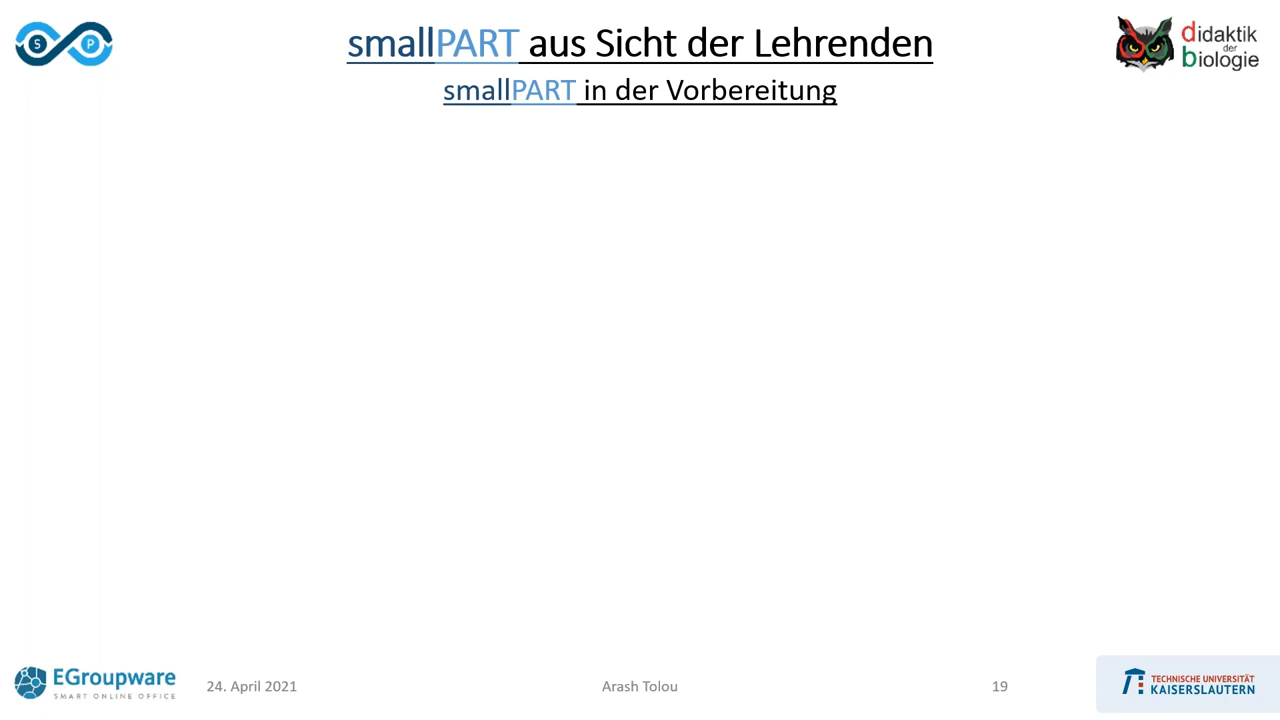 S P
smallPART aus Sicht der Lehrenden
smallPART in der Vorbereitung
didaktik
der
biologie
EGroupware
SMART ONLINE OFFICE
24. April 2021
Arash Tolou
19
TECHNISCHE UNIVERSITÄT
KAISERSLAUTERN